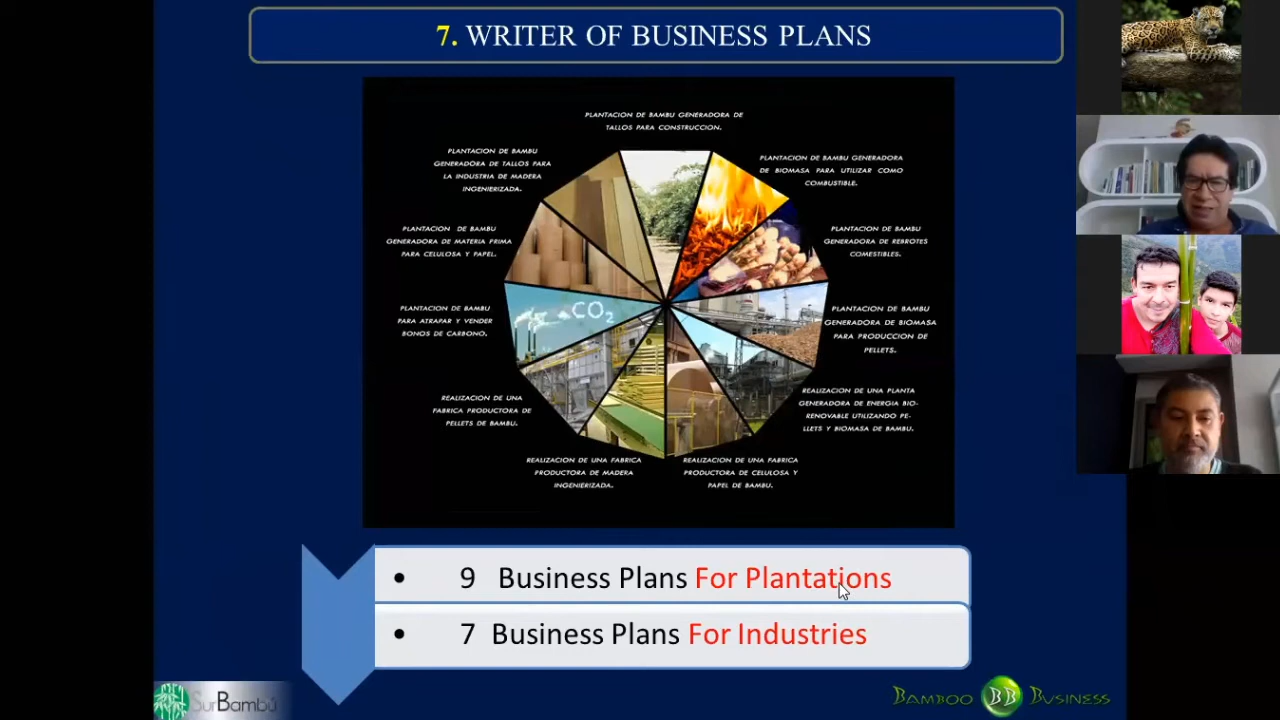 7. WRITER OF BUSINESS PLANS
PLANTACION DE BAMBU GENERADORA DE
TALLOS PARA CONSTRUCCION.
PLANTACION DE BAMBU
GENERADORA DE TALLOS PARA
LA INDUSTRIA DE MADERA
INGENIERIZADA.
PLANTACION DE BAMBU GENERADORA
DE BIOMASA PARA UTILIZAR COMO
COMBUSTIBLE.
PLANTACION DE BAMBU
GENERADORA DE MATERIA PRIMA
PARA CELULOSA Y PAPEL.
PLANTACION DE BAMBU
GENERADORA DE REBROTES
COMESTIBLES.
PLANTACION DE BAMBU
PARA ATRAPAR Y VENDER
BONOS DE CARBONO.
CO2
PLANTACION DE BAMBU
GENERADORA DE BIOMASA
PARA PRODUCCION DE
PELLETS.
REALIZACION DE UNA
FABRICA PRODUCTORA DE
PELLETS DE BAMBU.
REALIZACION DE UNA PLANTA
GENERADORA DE ENERGIA BIO-
RENOVABLE UTILIZANDO PE-
LLETS Y BIOMASA DE BAMBU.
REALIZACION DE UNA FABRICA
PRODUCTORA DE MADERA
INGENIERIZADA.
REALIZACION DE UNA FABRICA
PRODUCTORA DE CELULOSA Y
PAPEL DE BAMBU.
• 9 Business Plans For Plantations
• 7 Business Plans For Industries
SurBambú
BAMBOO BB BUSINESS